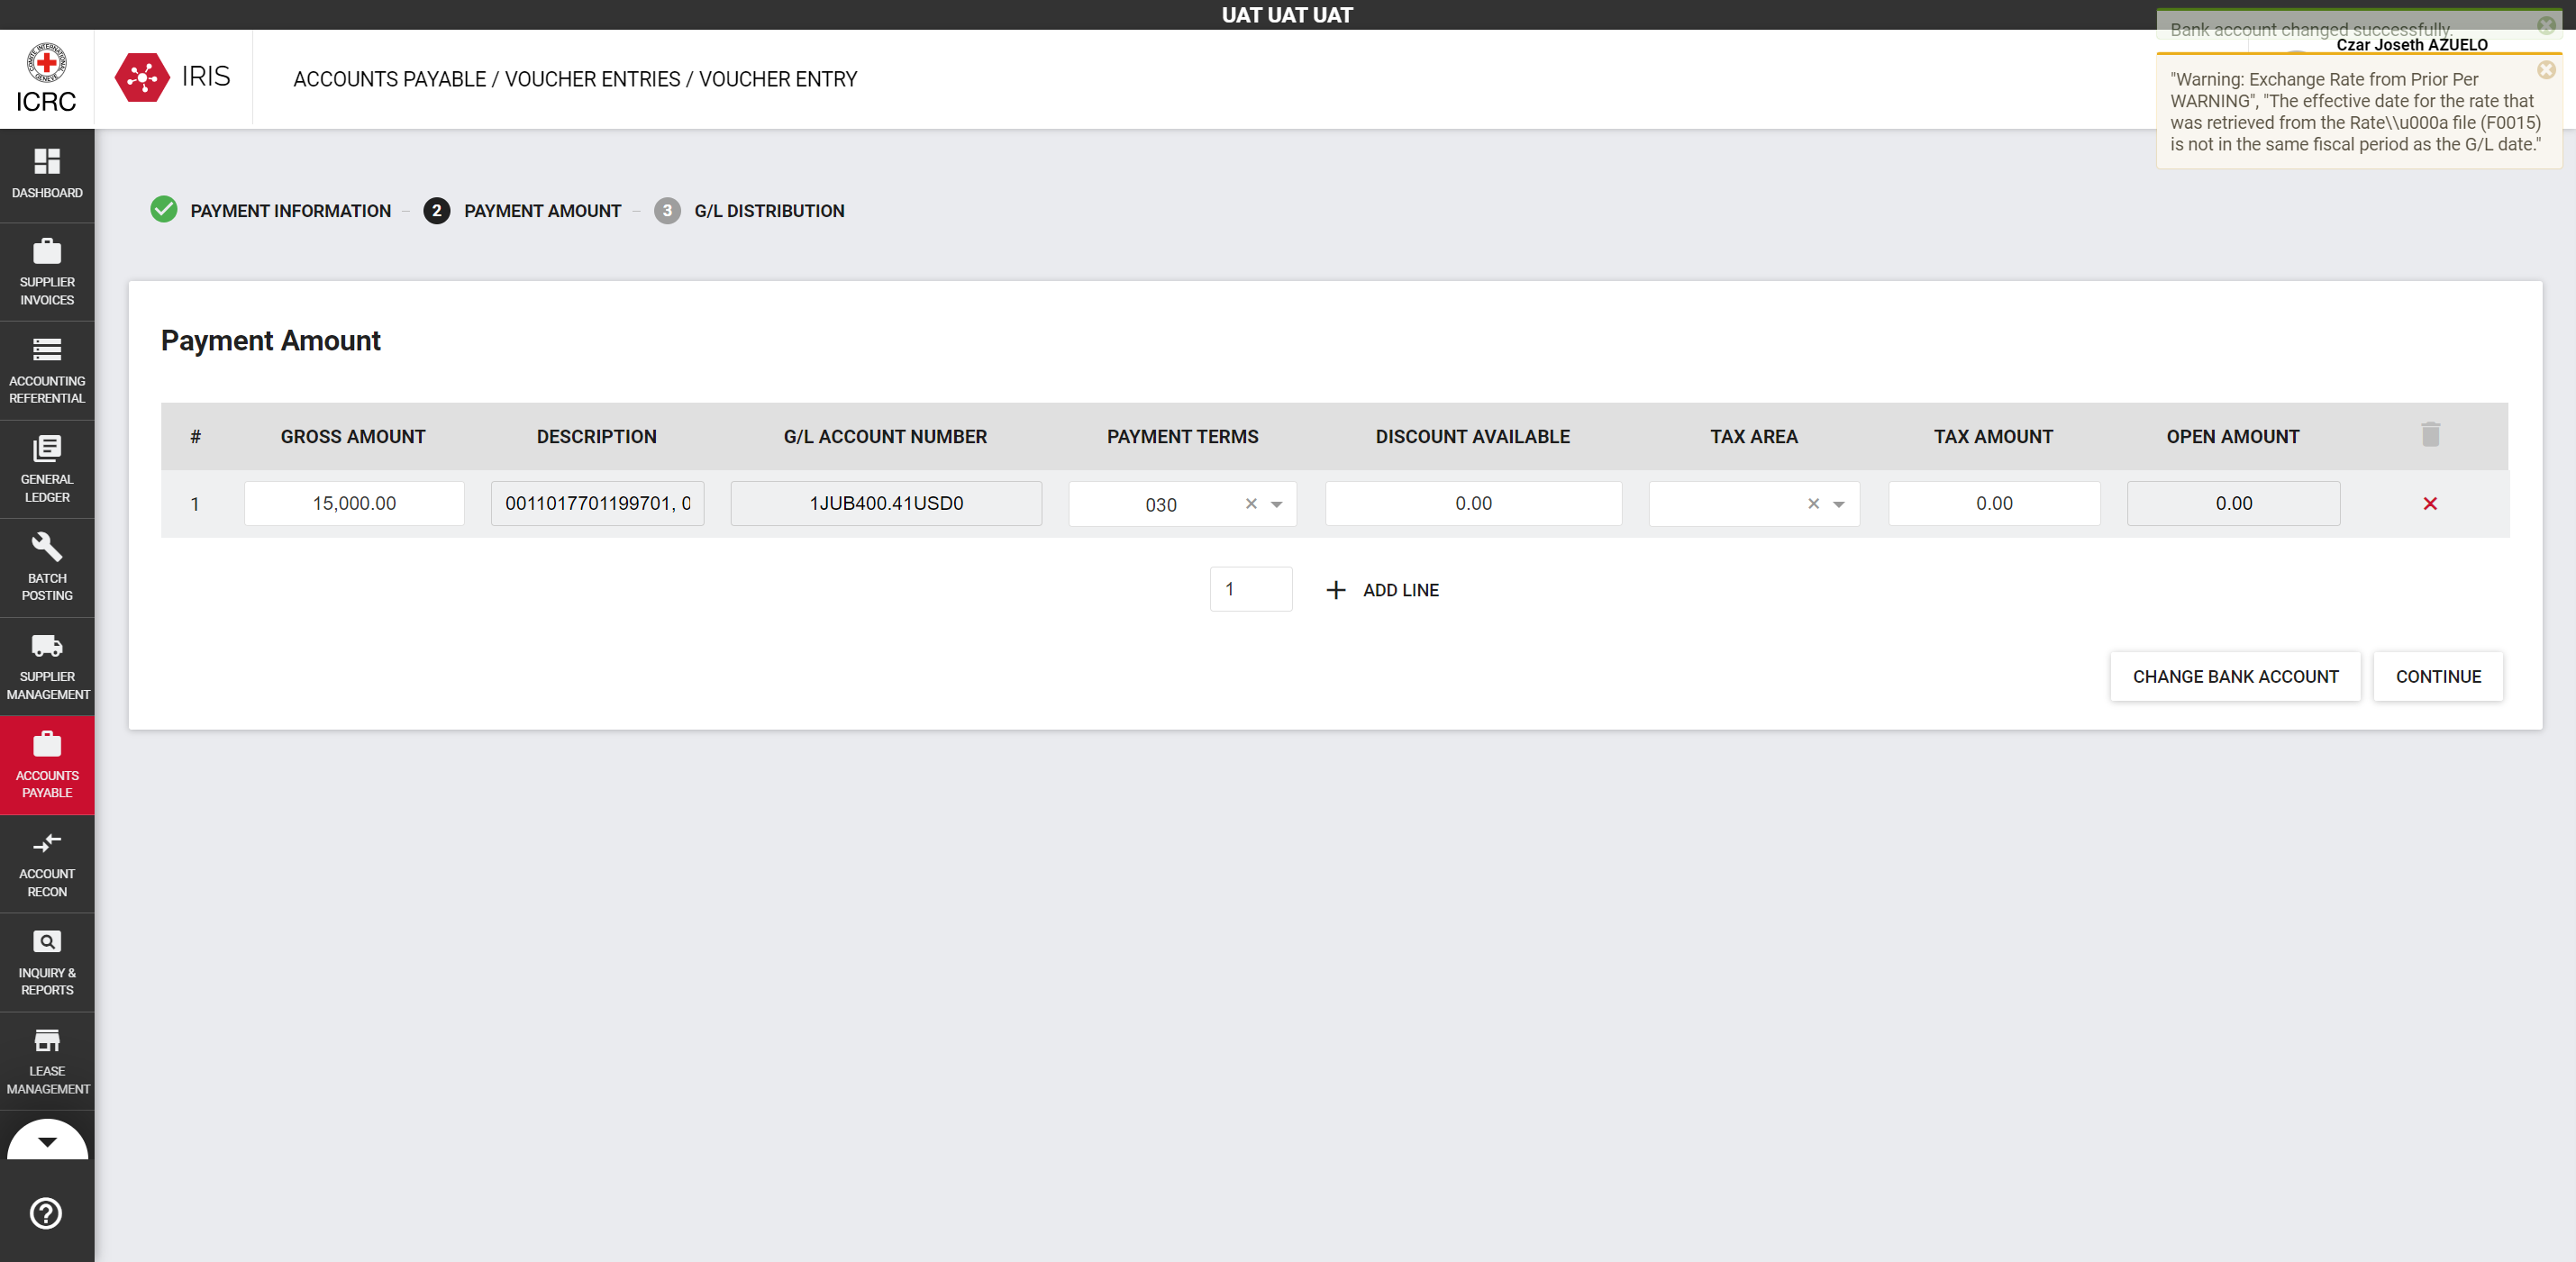 UAT UAT UAT
Bank account changed successfully.
Czar Joseth AZUELO
"Warning: Exchange Rate from Prior Per
WARNING", "The effective date for the rate that
was retrieved from the Rate\\u000a file (F0015)
is not in the same fiscal period as the G/L date."
COMITE INTERNATIONAL GENEVE
ICRC
IRIS
ACCOUNTS PAYABLE / VOUCHER ENTRIES / VOUCHER ENTRY
DASHBOARD
SUPPLIER
INVOICES
ACCOUNTING
REFERENTIAL
GENERAL
LEDGER
BATCH
POSTING
SUPPLIER
MANAGEMENT
ACCOUNTS
PAYABLE
ACCOUNT
RECON
INQUIRY &
REPORTS
LEASE
MANAGEMENT
PAYMENT INFORMATION
2 PAYMENT AMOUNT
3 G/L DISTRIBUTION
Payment Amount
# GROSS AMOUNT DESCRIPTION G/L ACCOUNT NUMBER PAYMENT TERMS DISCOUNT AVAILABLE TAX AREA TAX AMOUNT OPEN AMOUNT
1 15,000.00 0011017701199701, 0 1JUB400.41USD0 030 0.00 0.00 0.00
1 ADD LINE
CHANGE BANK ACCOUNT CONTINUE